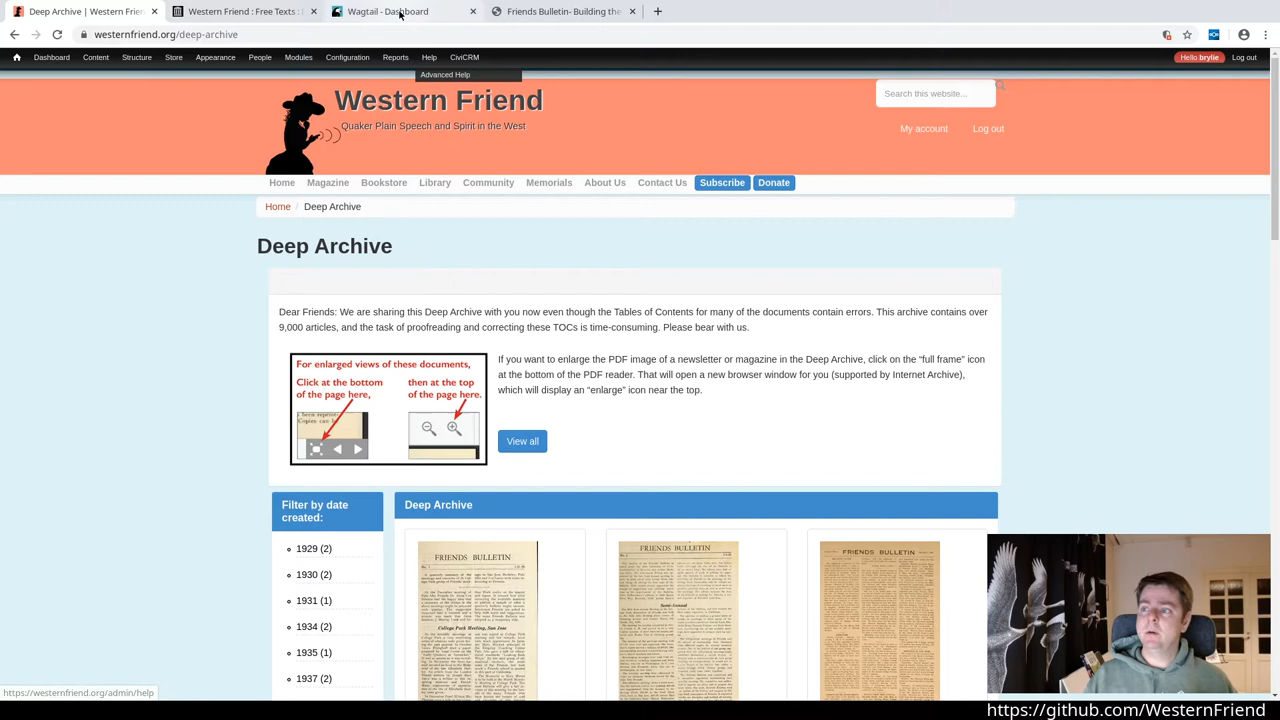 Deep Archive | Western Frien
Western Friend : Free Texts :
Wagtail - Dashboard
Friends Bulletin- Building the
westernfriend.org/deep-archive
Dashboard Content Structure Store Appearance People Modules Configuration Reports Help CiviCRM
Hello brylie Log out
Advanced Help
Western Friend
Quaker Plain Speech and Spirit in the West
Search this website...
My account Log out
Home Magazine Bookstore Library Community Memorials About Us Contact Us Subscribe Donate
Home / Deep Archive
Deep Archive
Dear Friends: We are sharing this Deep Archive with you now even though the Tables of Contents for many of the documents contain errors. This archive contains over
9,000 articles, and the task of proofreading and correcting these TOCs is time-consuming. Please bear with us.
For enlarged views of these documents,
Click at the bottom
of the page here,
then at the top
of the page here.
If you want to enlarge the PDF image of a newsletter or magazine in the Deep Archive, click on the “full frame” icon
at the bottom of the PDF reader. That will open a new browser window for you (supported by Internet Archive),
which will display an “enlarge” icon near the top.
View all
Filter by date
created:
1929 (2)
1930 (2)
1931 (1)
1934 (2)
1935 (1)
1937 (2)
Deep Archive
FRIENDS BULLETIN
College Park Meeting, San Jose
FRIENDS BULLETIN
FRIENDS BULLETIN
https://westernfriend.org/admin/help
https://github.com/WesternFriend